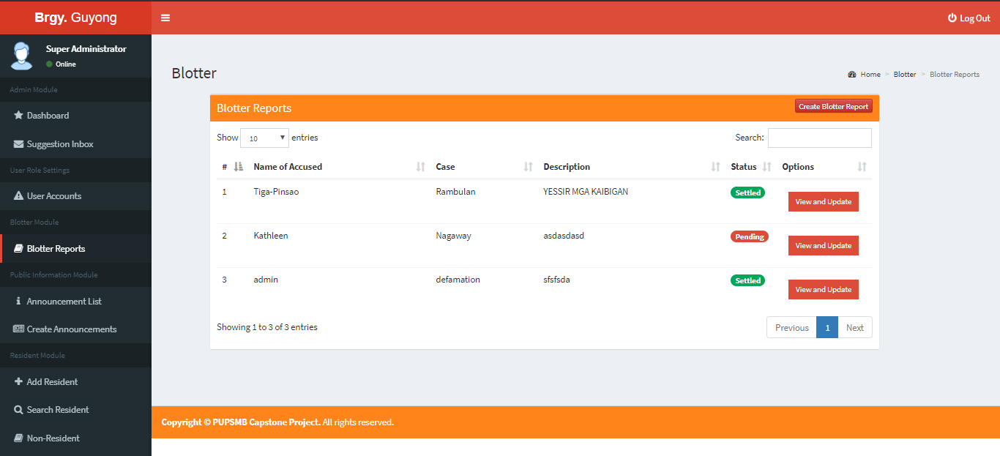 Brgy. Guyong
Log Out
Super Administrator
Online
Admin Module
Dashboard
Suggestion Inbox
User Role Settings
User Accounts
Blotter Module
Blotter Reports
Public Information Module
Announcement List
Create Announcements
Resident Module
Add Resident
Search Resident
Non-Resident
Blotter
Home > Blotter > Blotter Reports
Blotter Reports
Create Blotter Report
Show 10 entries
Search:
# Name of Accused Case Description Status Options
1 Tiga-Pinsao Rambulan YESSIR MGA KAIBIGAN Settled View and Update
2 Kathleen Nagaway asdasdasd Pending View and Update
3 admin defamation sfsfsda Settled View and Update
Showing 1 to 3 of 3 entries
Previous 1 Next
Copyright © PUPSMB Capstone Project. All rights reserved.